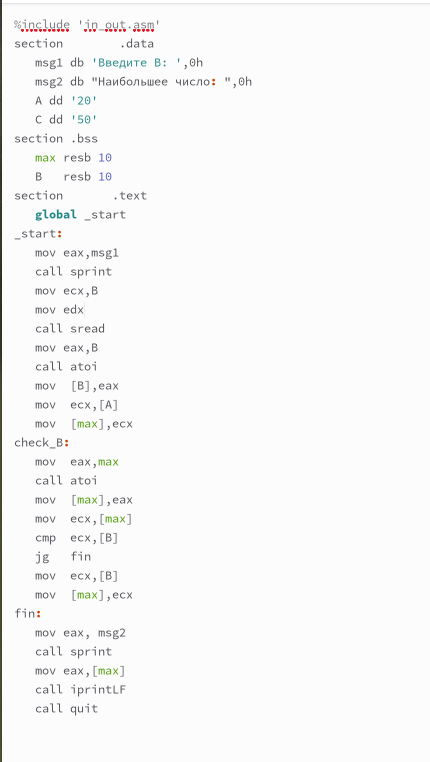 %include 'in_out.asm'
section        .data
   msg1 db 'Введите B: ',0h
   msg2 db "Наибольшее число: ",0h
   A dd '20'
   C dd '50'
section .bss
   max resb 10
   B   resb 10
section       .text
   global _start
_start:
   mov eax,msg1
   call sprint
   mov ecx,B
   mov edx
   call sread
   mov eax,B
   call atoi
   mov  [B],eax
   mov  ecx,[A]
   mov  [max],ecx
check_B:
   mov  eax,max
   call atoi
   mov  [max],eax
   mov  ecx,[max]
   cmp  ecx,[B]
   jg   fin
   mov  ecx,[B]
   mov  [max],ecx
fin:
   mov eax, msg2
   call sprint
   mov eax,[max]
   call iprintLF
   call quit